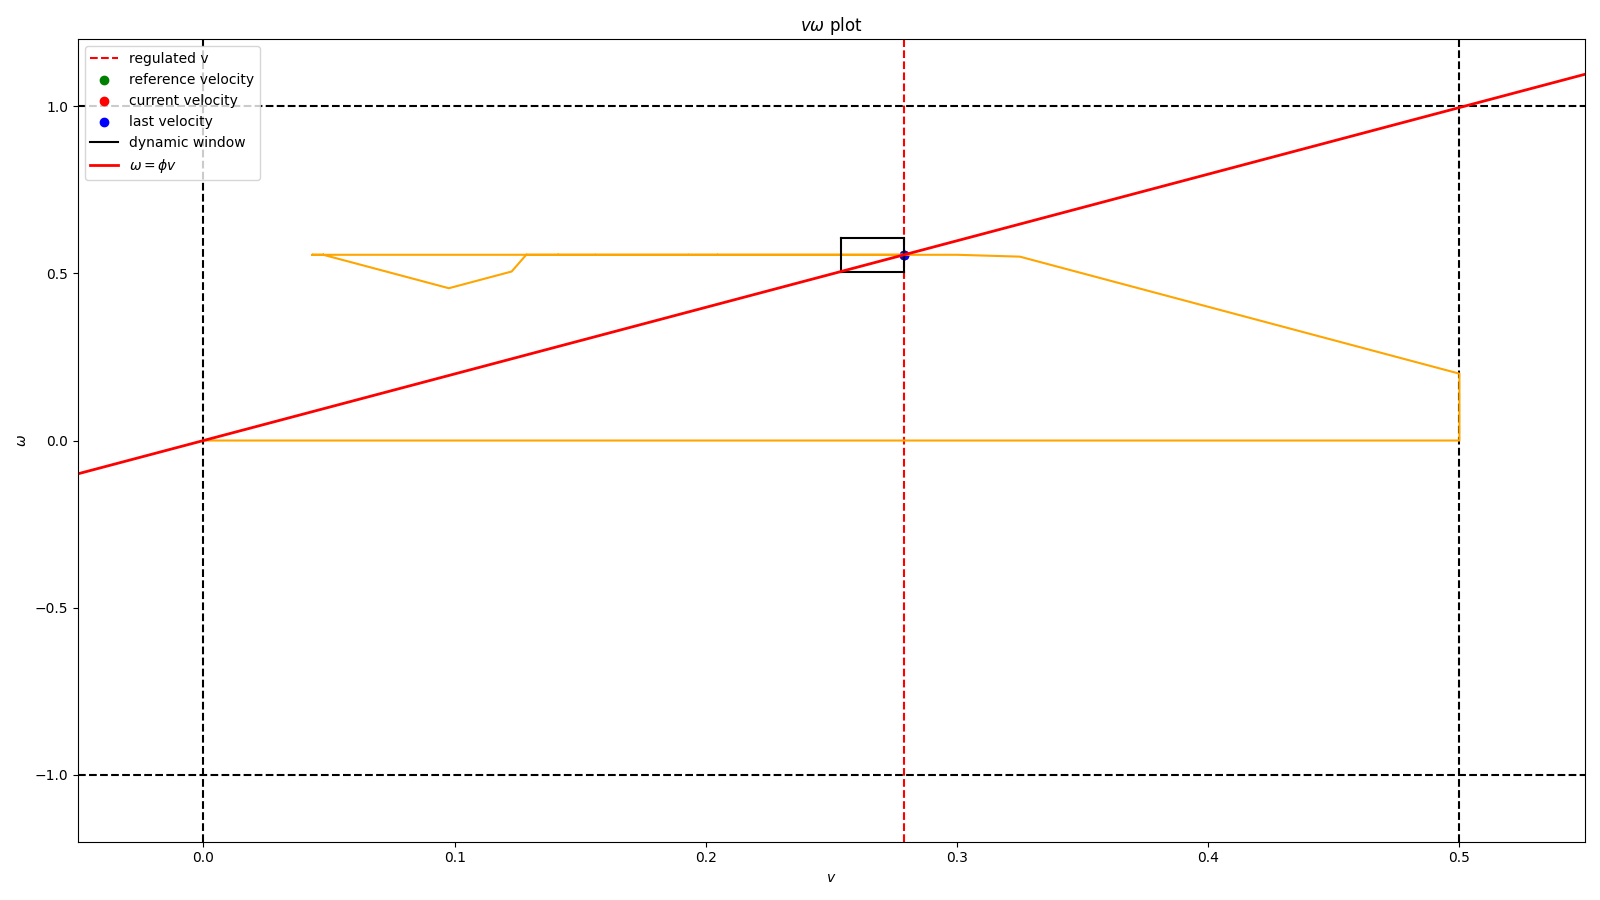 vω plot
regulated v
reference velocity
current velocity
last velocity
dynamic window
ω = ϕv
1.0
0.5
0.0
−0.5
−1.0
ω
0.0 0.1 0.2 0.3 0.4 0.5
v